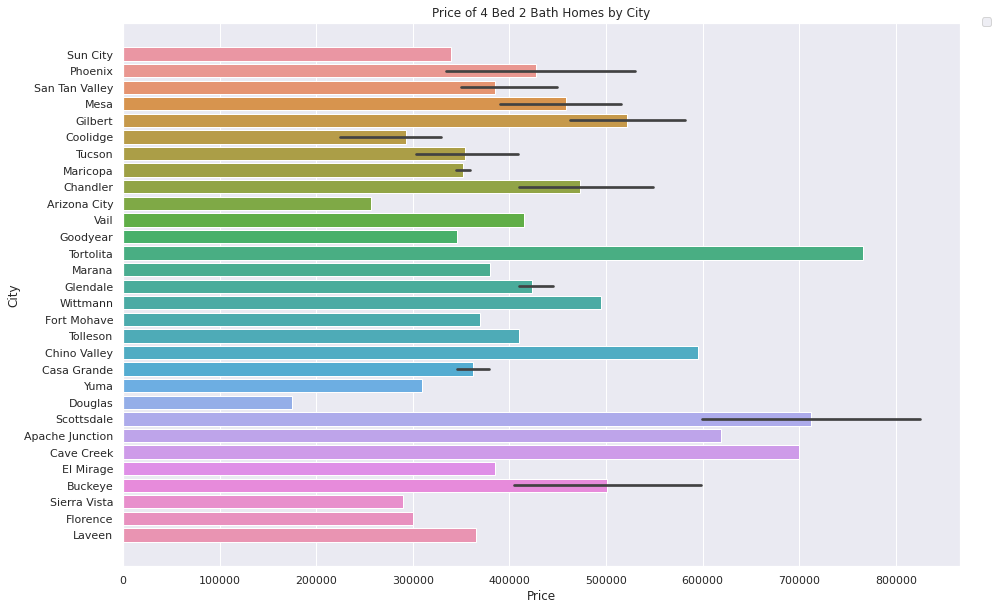 Price of 4 Bed 2 Bath Homes by City
City
Sun City
Phoenix
San Tan Valley
Mesa
Gilbert
Coolidge
Tucson
Maricopa
Chandler
Arizona City
Vail
Goodyear
Tortolita
Marana
Glendale
Wittmann
Fort Mohave
Tolleson
Chino Valley
Casa Grande
Yuma
Douglas
Scottsdale
Apache Junction
Cave Creek
El Mirage
Buckeye
Sierra Vista
Florence
Laveen
0 100000 200000 300000 400000 500000 600000 700000 800000
Price